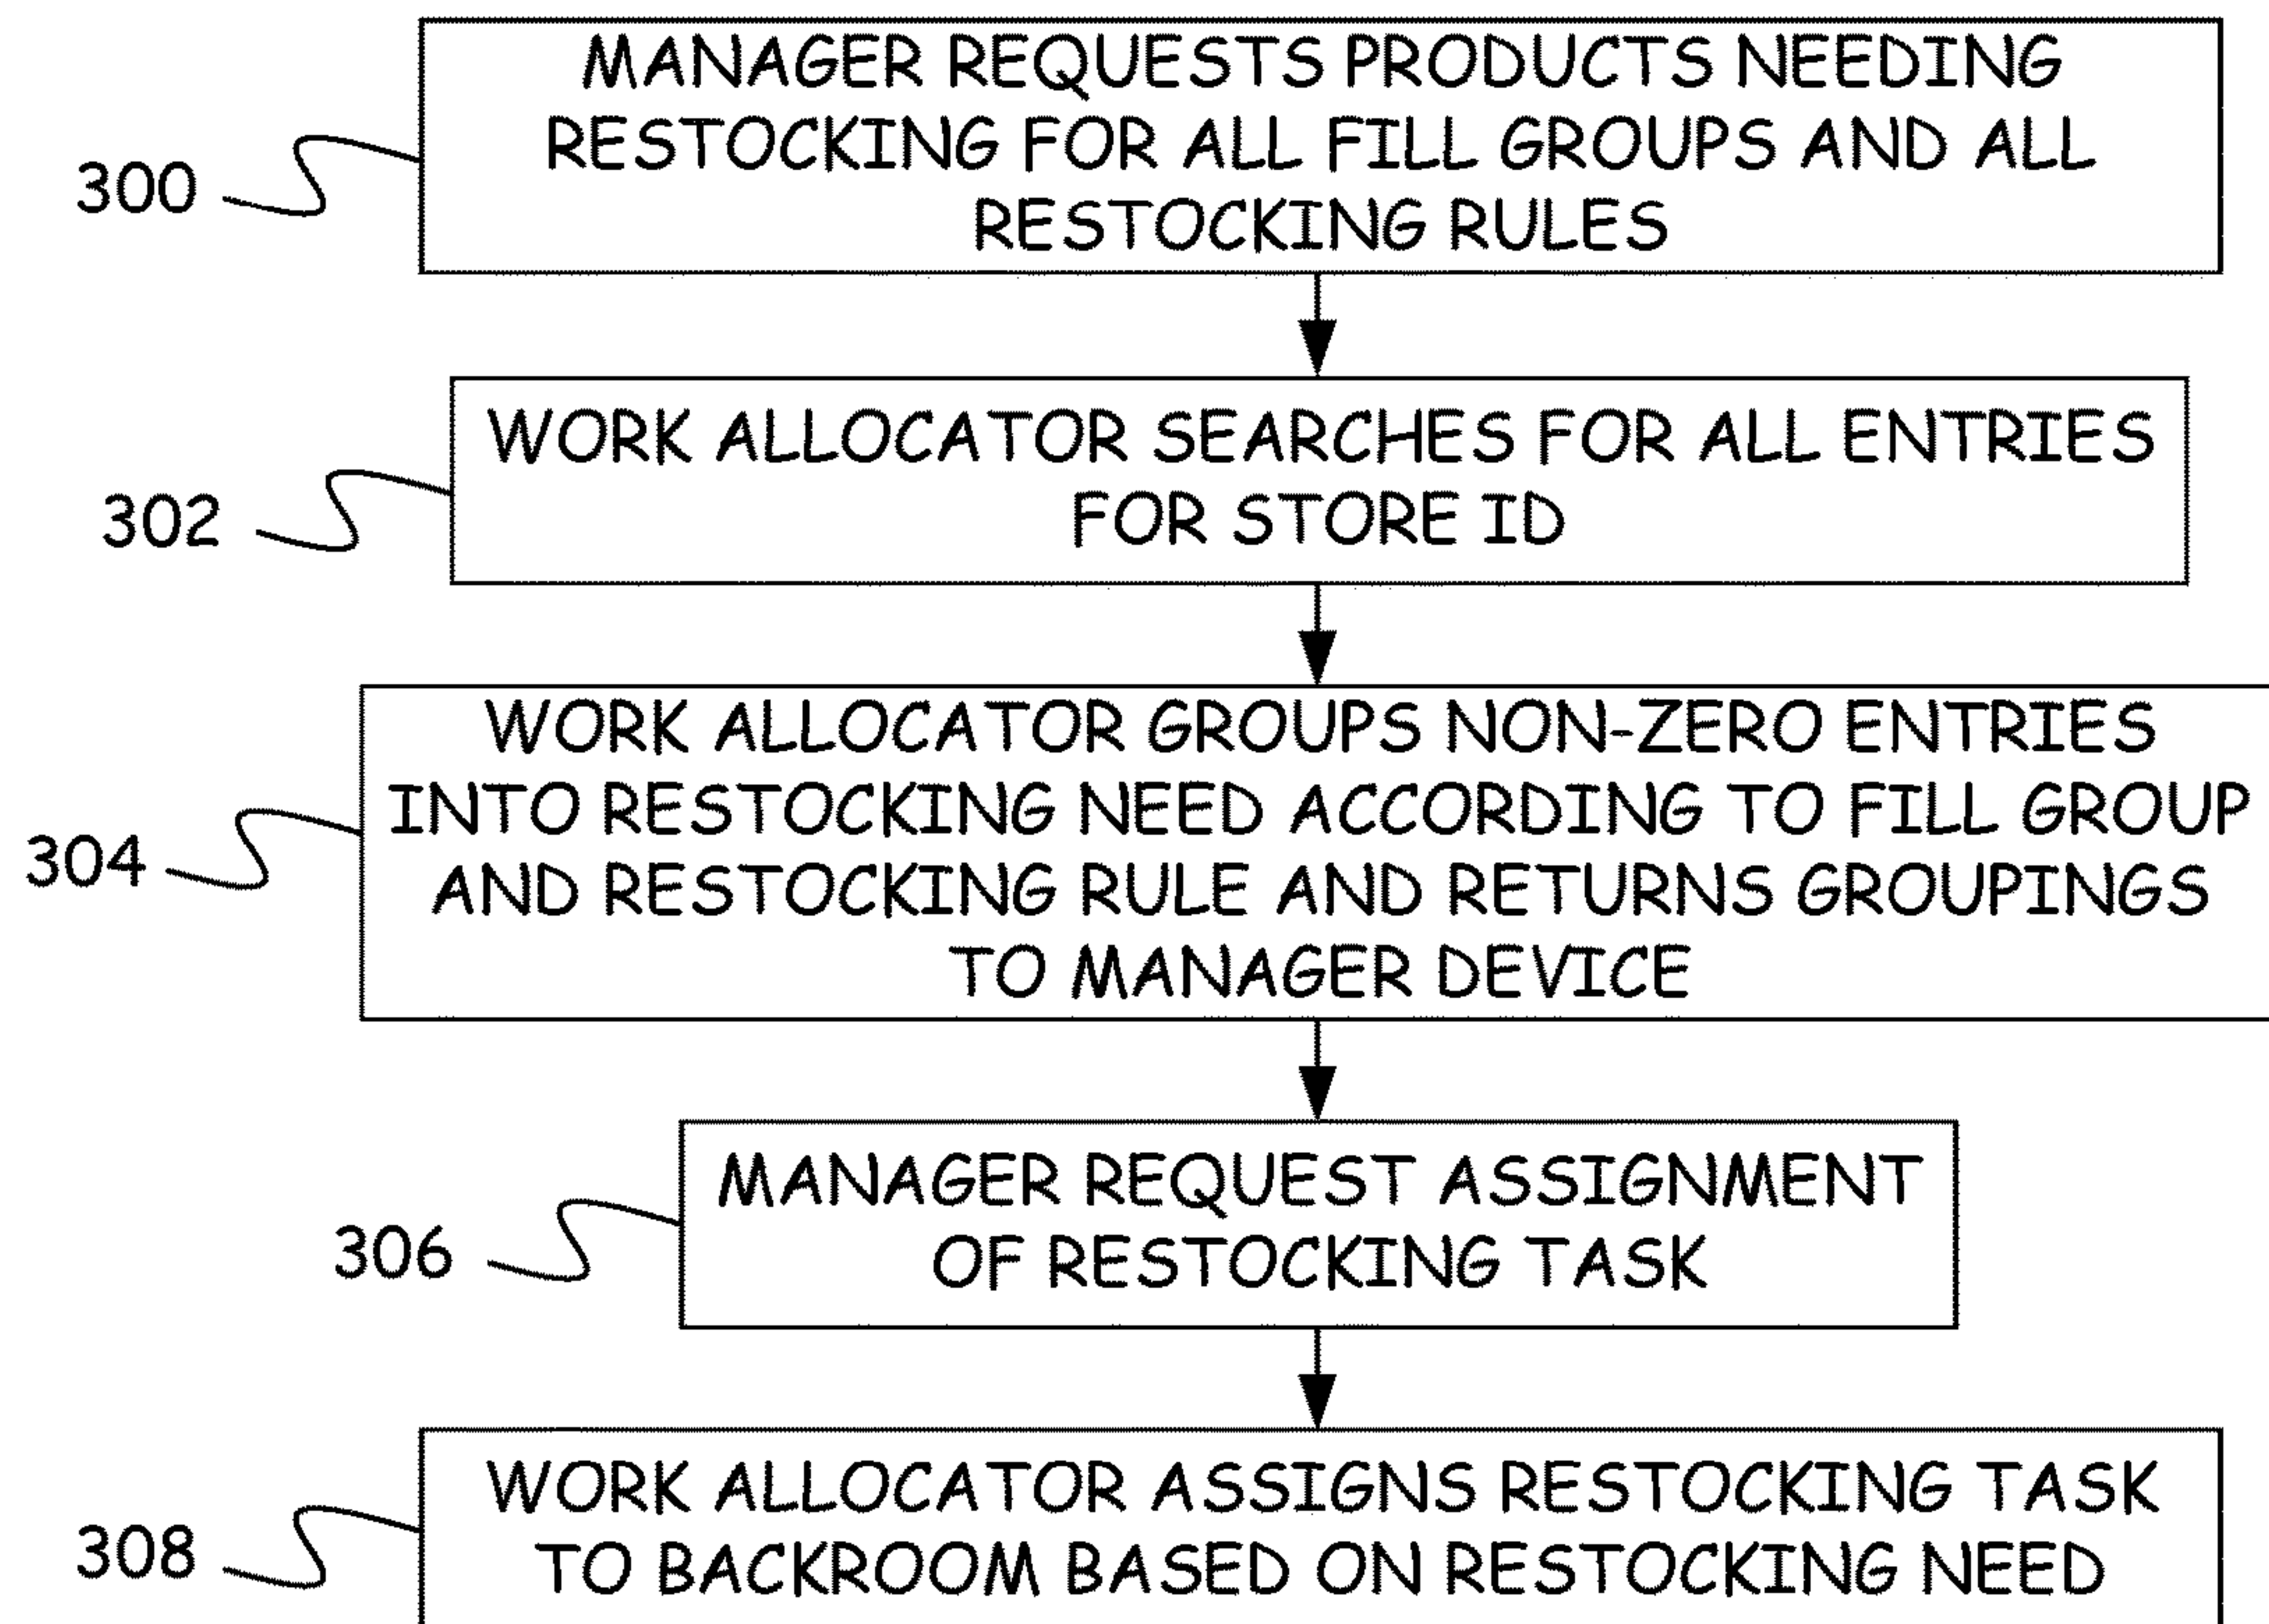 MANAGER REQUESTS PRODUCTS NEEDING
RESTOCKING FOR ALL FILL GROUPS AND ALL
RESTOCKING RULES
300
WORK ALLOCATOR SEARCHES FOR ALL ENTRIES
FOR STORE ID
302
WORK ALLOCATOR GROUPS NON-ZERO ENTRIES
INTO RESTOCKING NEED ACCORDING TO FILL GROUP
AND RESTOCKING RULE AND RETURNS GROUPINGS
TO MANAGER DEVICE
304
MANAGER REQUEST ASSIGNMENT
OF RESTOCKING TASK
306
WORK ALLOCATOR ASSIGNS RESTOCKING TASK
TO BACKROOM BASED ON RESTOCKING NEED
308